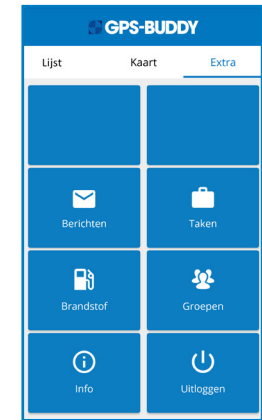 GPS-BUDDY
Lijst Kaart Extra
Berichten Taken
Brandstof Groepen
Info Uitloggen